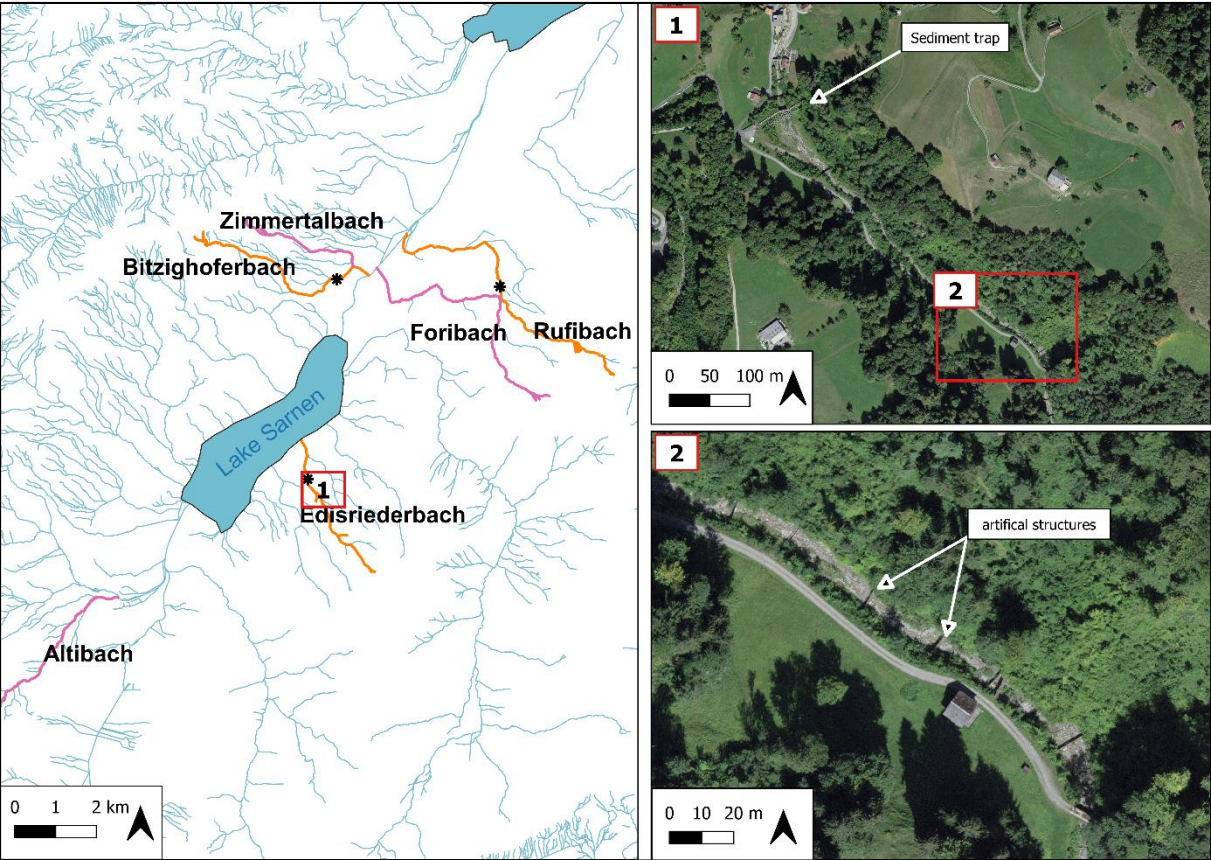 Zimmertalbach
Bitzighoferbach
Foribach
Rufibach
Lake Sarnen
1
Edisriederbach
Altibach
0 1 2 km
1
Sediment trap
2
0 50 100 m
2
artifical structures
0 10 20 m